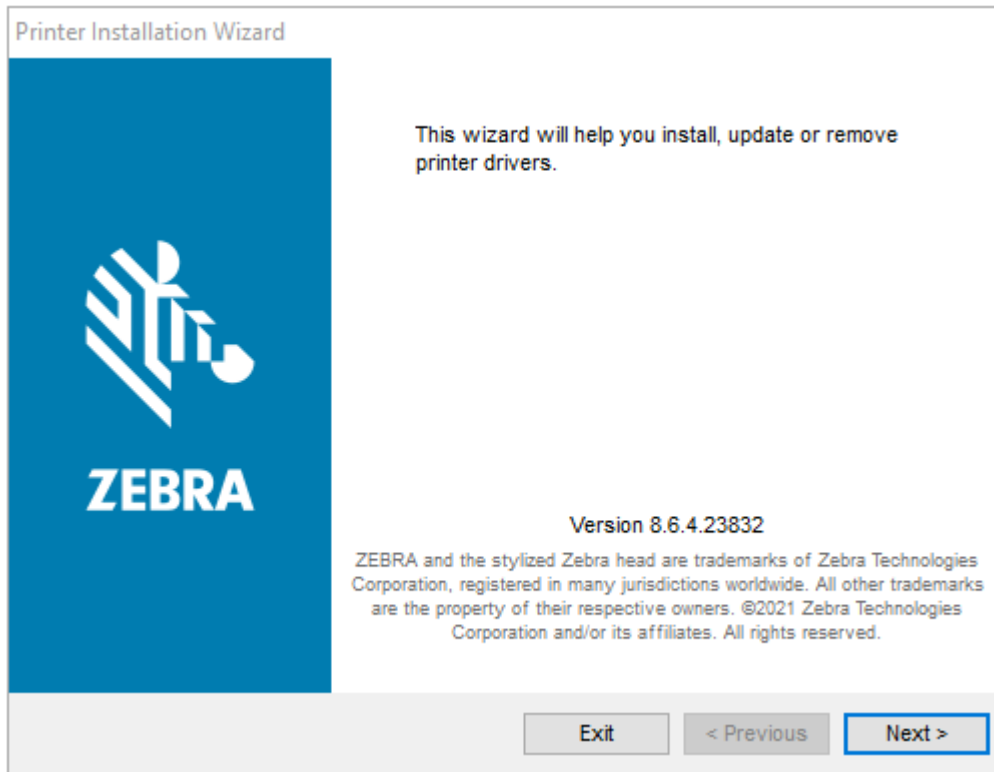 Printer Installation Wizard
This wizard will help you install, update or remove
printer drivers.
ZEBRA
Version 8.6.4.23832
ZEBRA and the stylized Zebra head are trademarks of Zebra Technologies
Corporation, registered in many jurisdictions worldwide. All other trademarks
are the property of their respective owners. ©2021 Zebra Technologies
Corporation and/or its affiliates. All rights reserved.
Exit
< Previous
Next >